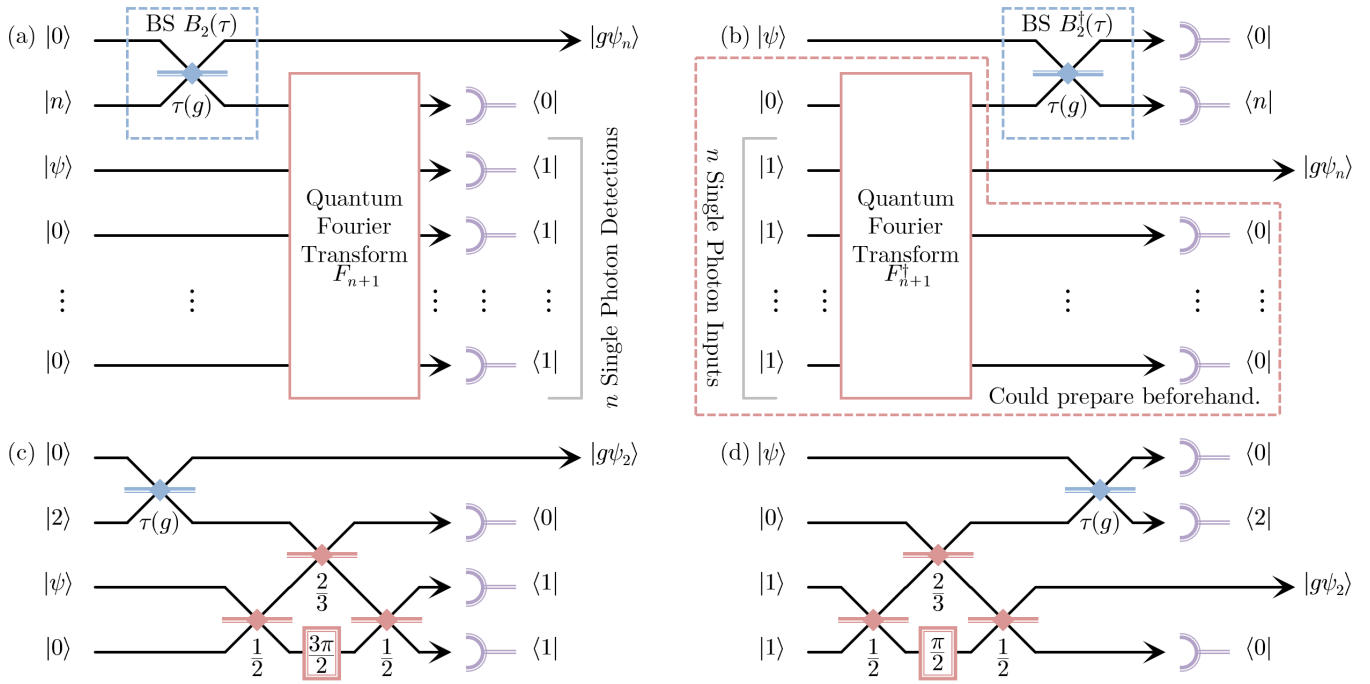 (a) |0⟩ BS B₂(τ) |gψₙ⟩
|n⟩ τ(g) ⟨0|
|ψ⟩ ⟨1|
|0⟩ ⟨1|
⋮ ⋮ ⋮ ⋮ ⋮
|0⟩ ⟨1|
Quantum
Fourier
Transform
Fₙ₊₁
n Single Photon Detections
(b) |ψ⟩ BS B₂†(τ) ⟨0|
|0⟩ τ(g) ⟨n|
|1⟩ |gψₙ⟩
|1⟩ ⟨0|
⋮ ⋮ ⋮ ⋮ ⋮
|1⟩ ⟨0|
n Single Photon Inputs
Quantum
Fourier
Transform
F†ₙ₊₁
Could prepare beforehand.
(c) |0⟩ |gψ₂⟩
|2⟩ τ(g) ⟨0|
|ψ⟩ 2/3 ⟨1|
|0⟩ 1/2 3π/2 1/2 ⟨1|
(d) |ψ⟩ ⟨0|
|0⟩ τ(g) ⟨2|
|1⟩ 2/3 |gψ₂⟩
|1⟩ 1/2 π/2 1/2 ⟨0|